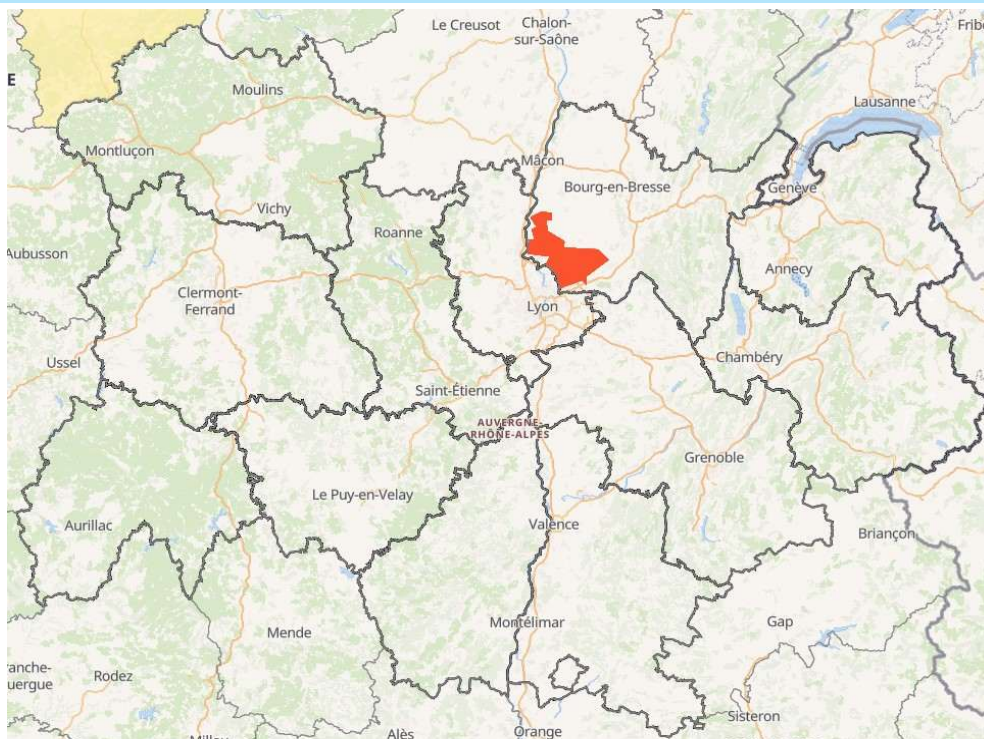 Le Creusot
Chalon-
sur-Saône
E
Moulins
Lausanne
Montluçon
Mâcon
Bourg-en-Bresse
Genève
Vichy
Roanne
Aubusson
Annecy
Clermont-
Ferrand
Lyon
Ussel
Chambéry
Saint-Étienne
AUVERGNE-
RHÔNE-ALPES
Grenoble
Le Puy-en-Velay
Aurillac
Valence
Briançon
Montélimar
Mende
Gap
Rodez
Sisteron
Alès
Orange